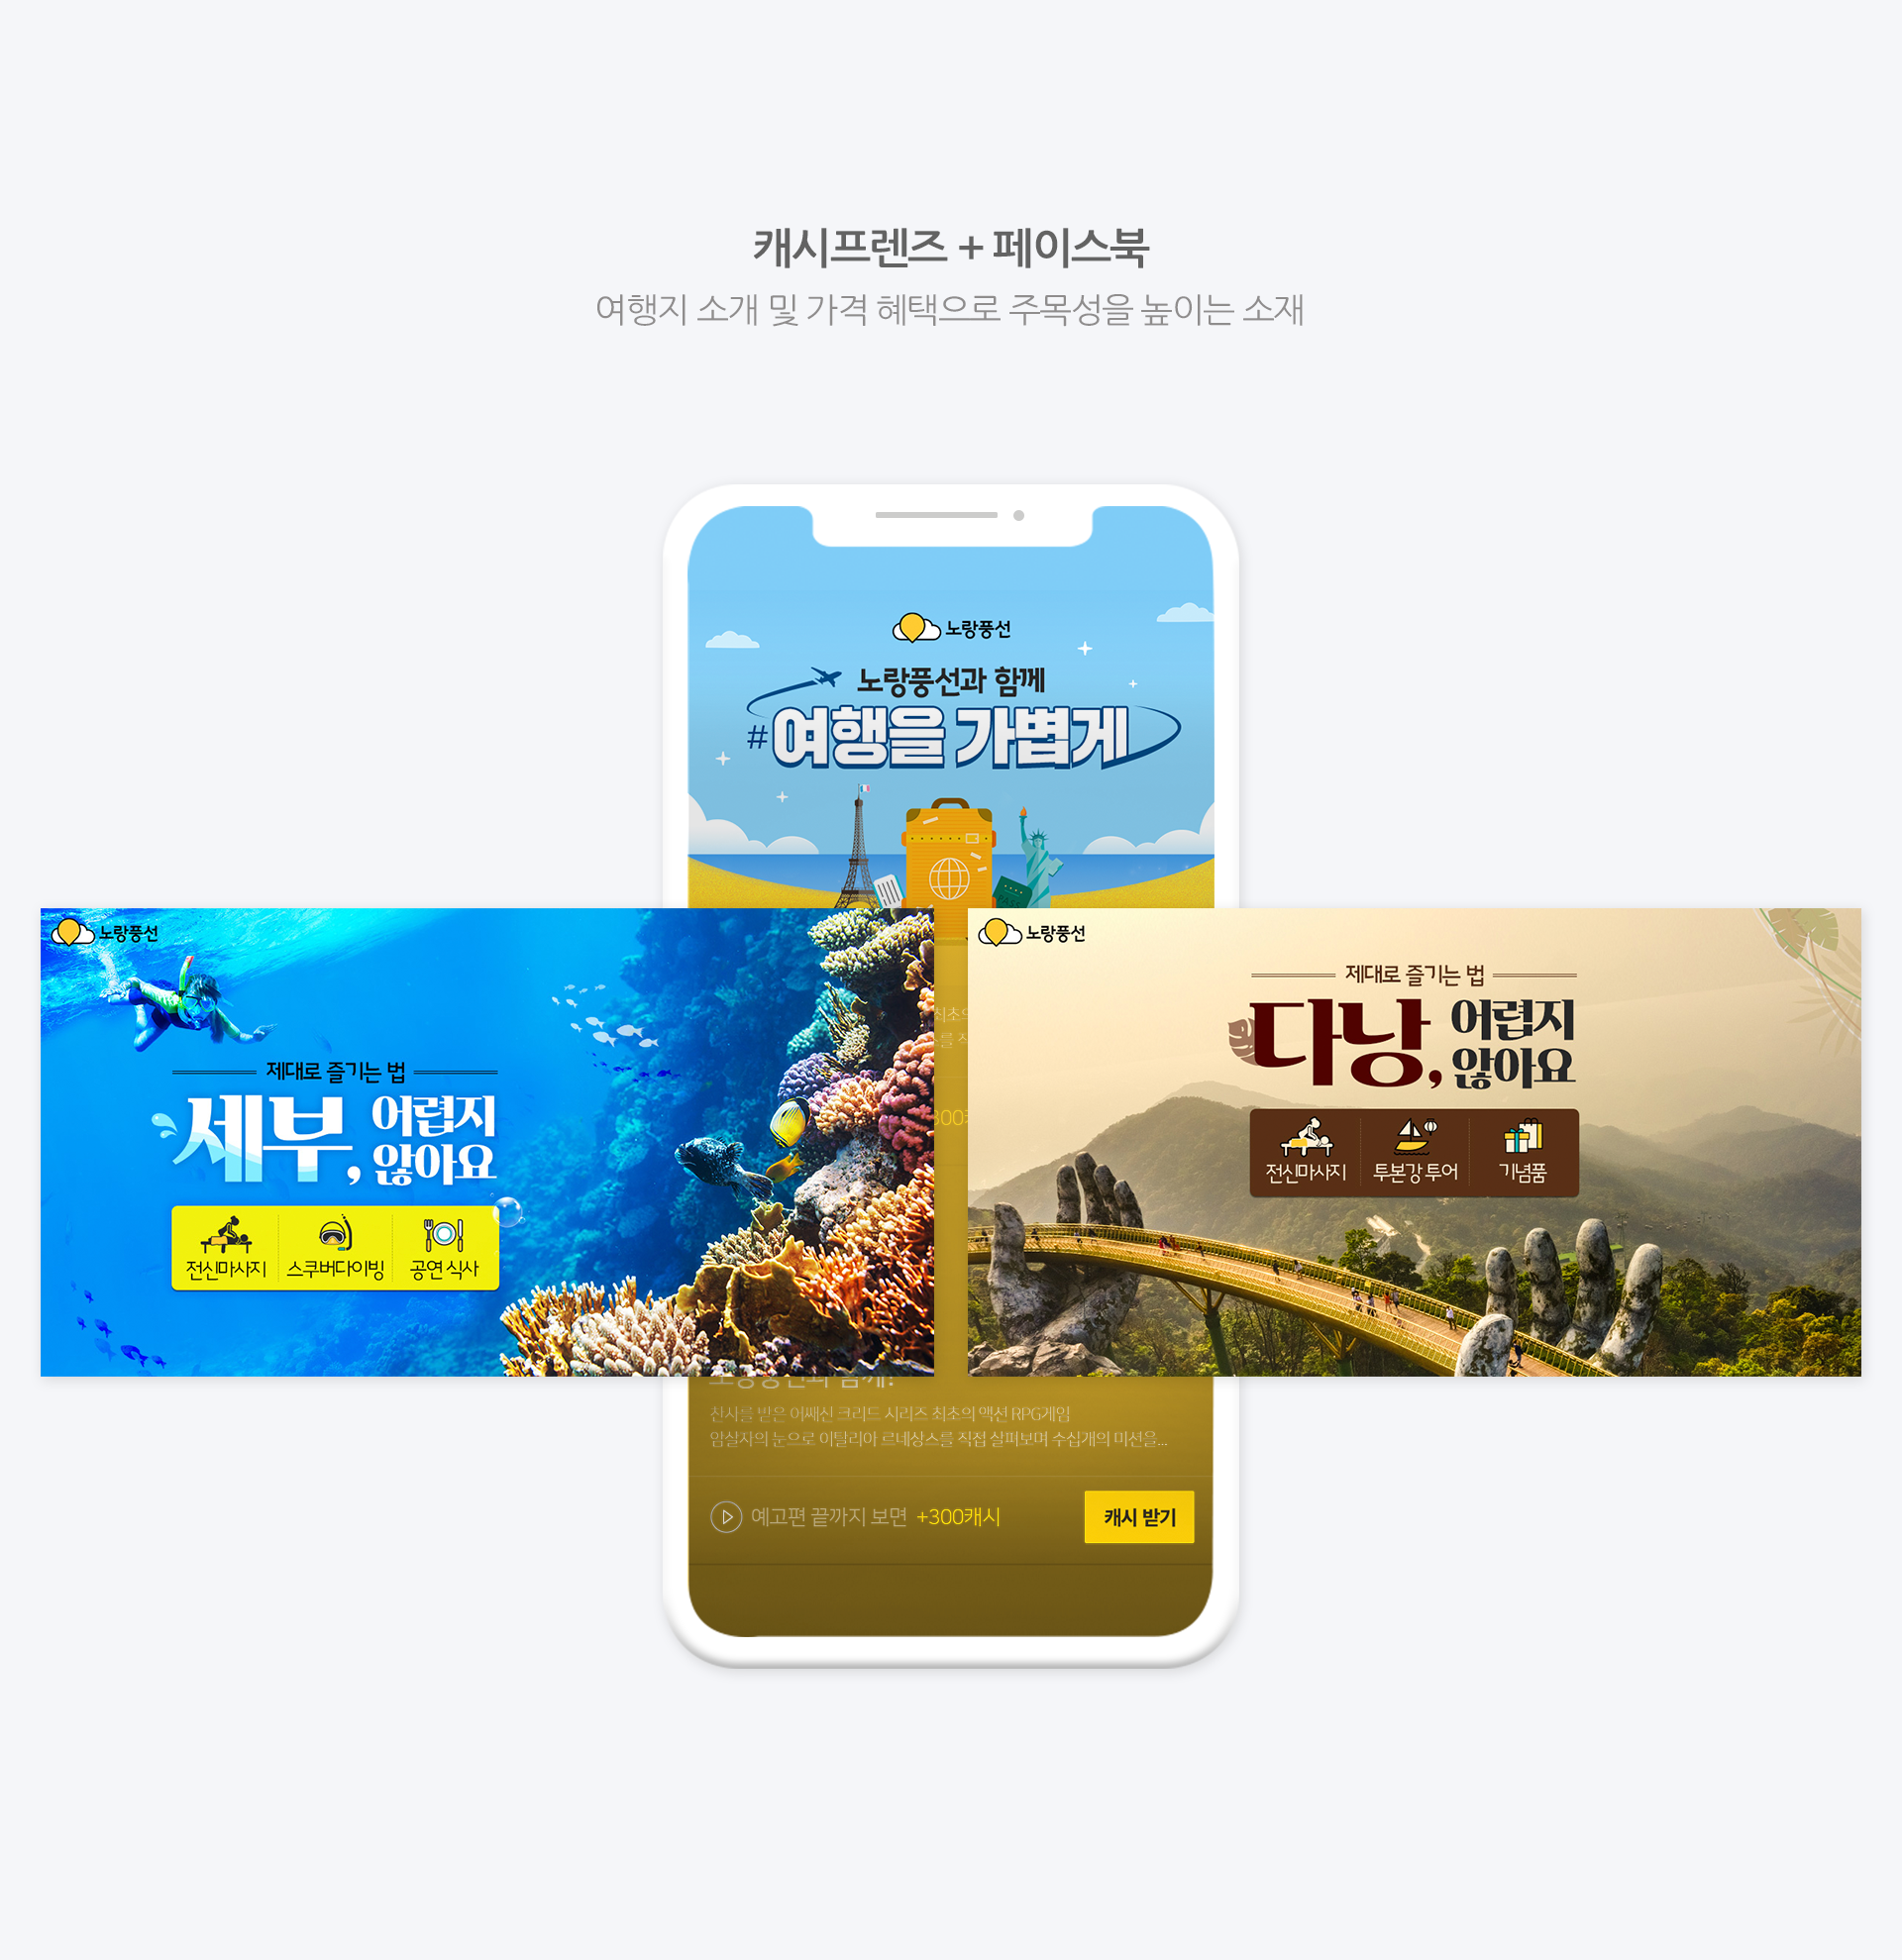 캐시프렌즈 + 페이스북
여행지 소개 및 가격 혜택으로 주목성을 높이는 소재
노랑풍선
노랑풍선과 함께
#여행을 가볍게
노랑풍선
제대로 즐기는 법
세부, 어렵지
않아요
전신마사지 스쿠버다이빙 공연 식사
노랑풍선
제대로 즐기는 법
다낭, 어렵지
않아요
전신마사지 투본강 투어 기념품
찬사를 받은 어쌔신 크리드 시리즈 최초의 액션 RPG게임
암살자의 눈으로 이탈리아 르네상스를 직접 살펴보며 수십개의 미션을...
예고편 끝까지 보면 +300캐시
캐시 받기